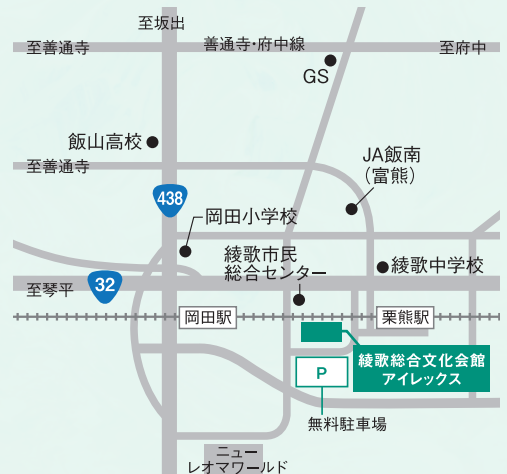 至坂出
至善通寺
善通寺・府中線
至府中
GS
飯山高校
JA飯南
(富熊)
至善通寺
438
岡田小学校
綾歌市民
総合センター
綾歌中学校
至琴平
32
岡田駅
栗熊駅
綾歌総合文化会館
アイレックス
P
無料駐車場
ニュー
レオマワールド